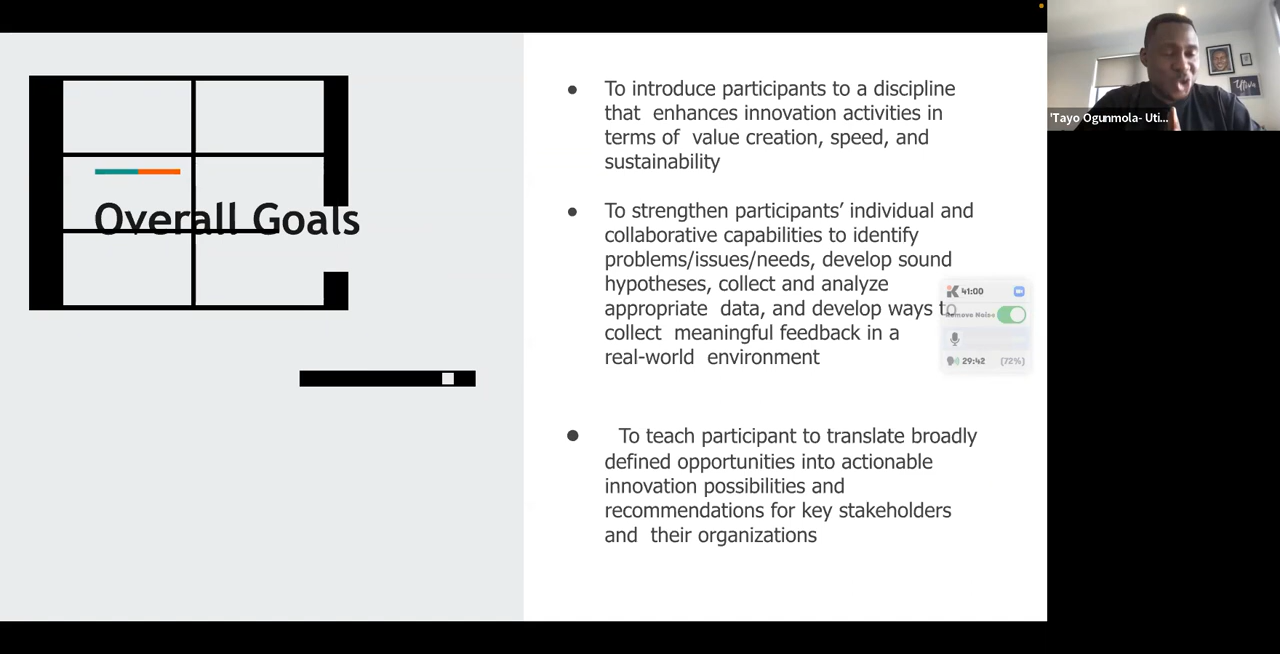 Overall Goals
● To introduce participants to a discipline
that enhances innovation activities in
terms of value creation, speed, and
sustainability
● To strengthen participants’ individual and
collaborative capabilities to identify
problems/issues/needs, develop sound
hypotheses, collect and analyze
appropriate data, and develop ways to
collect meaningful feedback in a
real-world environment
● To teach participant to translate broadly
defined opportunities into actionable
innovation possibilities and
recommendations for key stakeholders
and their organizations
41:00
Remove Noise
29:42 (72%)
Utiva
'Tayo Ogunmola- Uti...